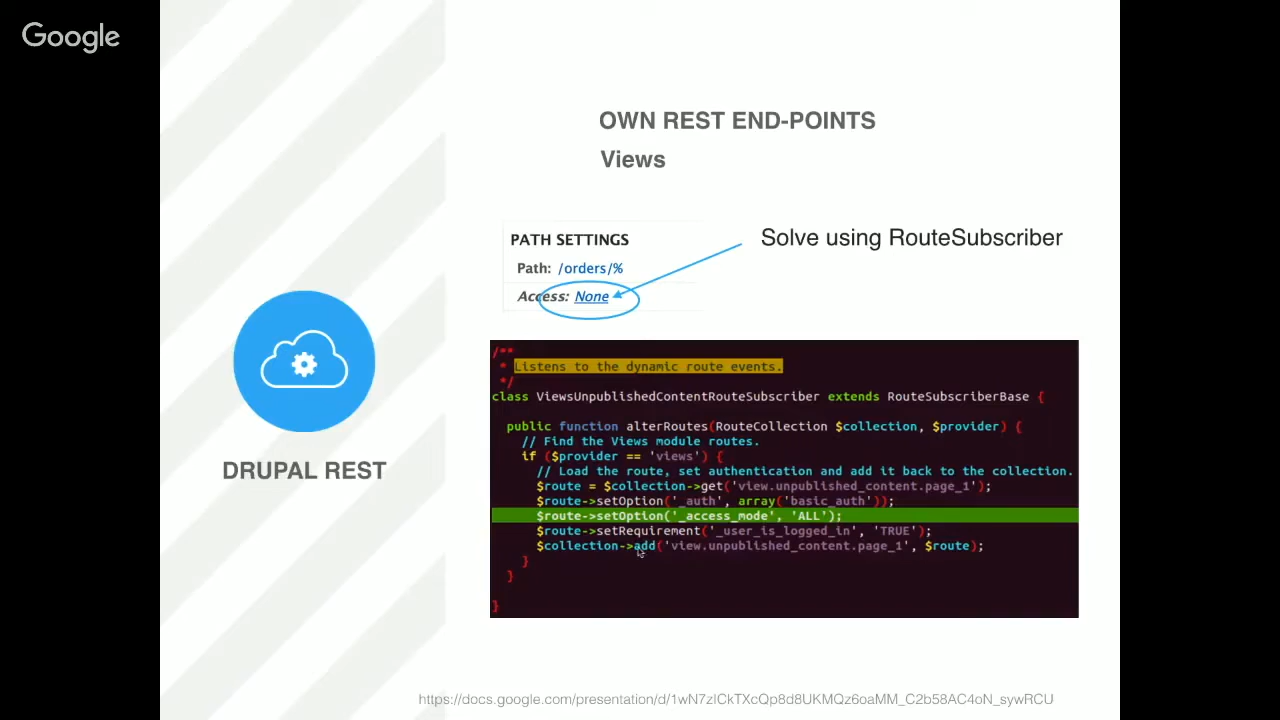 Google
OWN REST END-POINTS
Views
PATH SETTINGS
Path: /orders/%
Access: None
Solve using RouteSubscriber
DRUPAL REST
/**
* Listens to the dynamic route events.
*/
class ViewsUnpublishedContentRouteSubscriber extends RouteSubscriberBase {
public function alterRoutes(RouteCollection $collection, $provider) {
// Find the Views module routes.
if ($provider == 'views') {
// Load the route, set authentication and add it back to the collection.
$route = $collection->get('view.unpublished_content.page_1');
$route->setOption('_auth', array('basic_auth'));
$route->setOption('_access_mode', 'ALL');
$route->setRequirement('_user_is_logged_in', 'TRUE');
$collection->add('view.unpublished_content.page_1', $route);
}
}
}
https://docs.google.com/presentation/d/1wN7zlCkTXcQp8d8UKMQz6oaMM_C2b58AC4oN_sywRCU